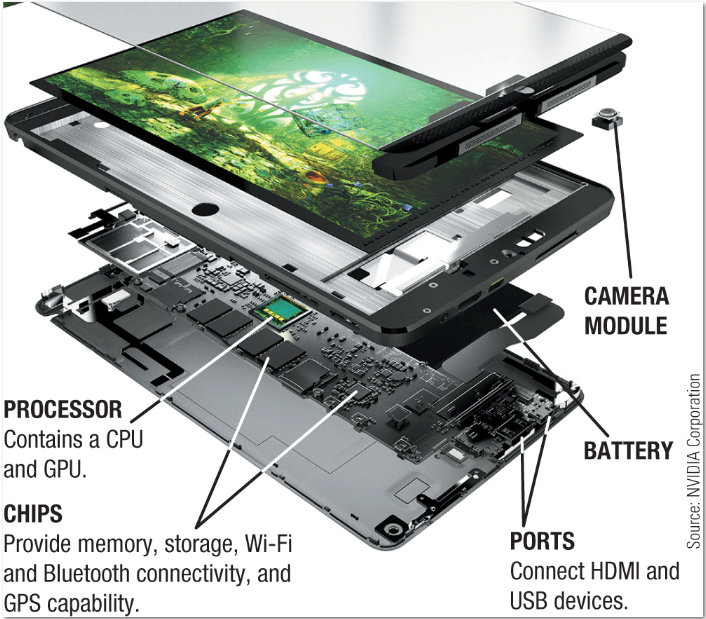 CAMERA
MODULE
PROCESSOR
Contains a CPU
and GPU.
BATTERY
CHIPS
Provide memory, storage, Wi-Fi
and Bluetooth connectivity, and
GPS capability.
PORTS
Connect HDMI and
USB devices.
Source: NVIDIA Corporation